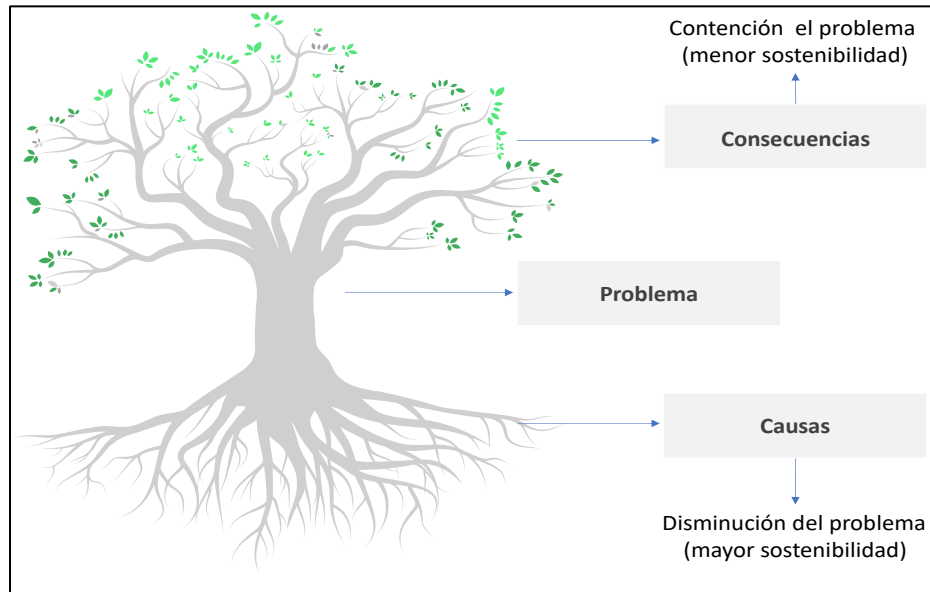 Contención el problema
(menor sostenibilidad)
Consecuencias
Problema
Causas
Disminución del problema
(mayor sostenibilidad)